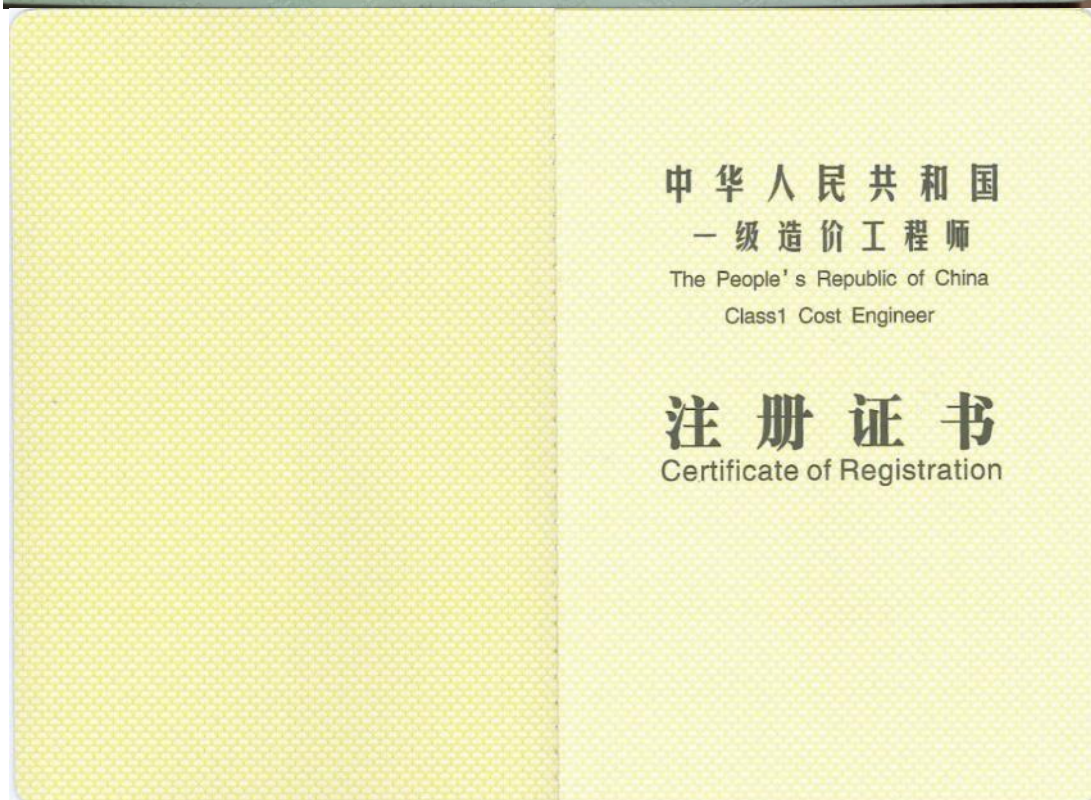 中华人民共和国
一级造价工程师
The People's Republic of China
Class1 Cost Engineer
注册证书
Certificate of Registration